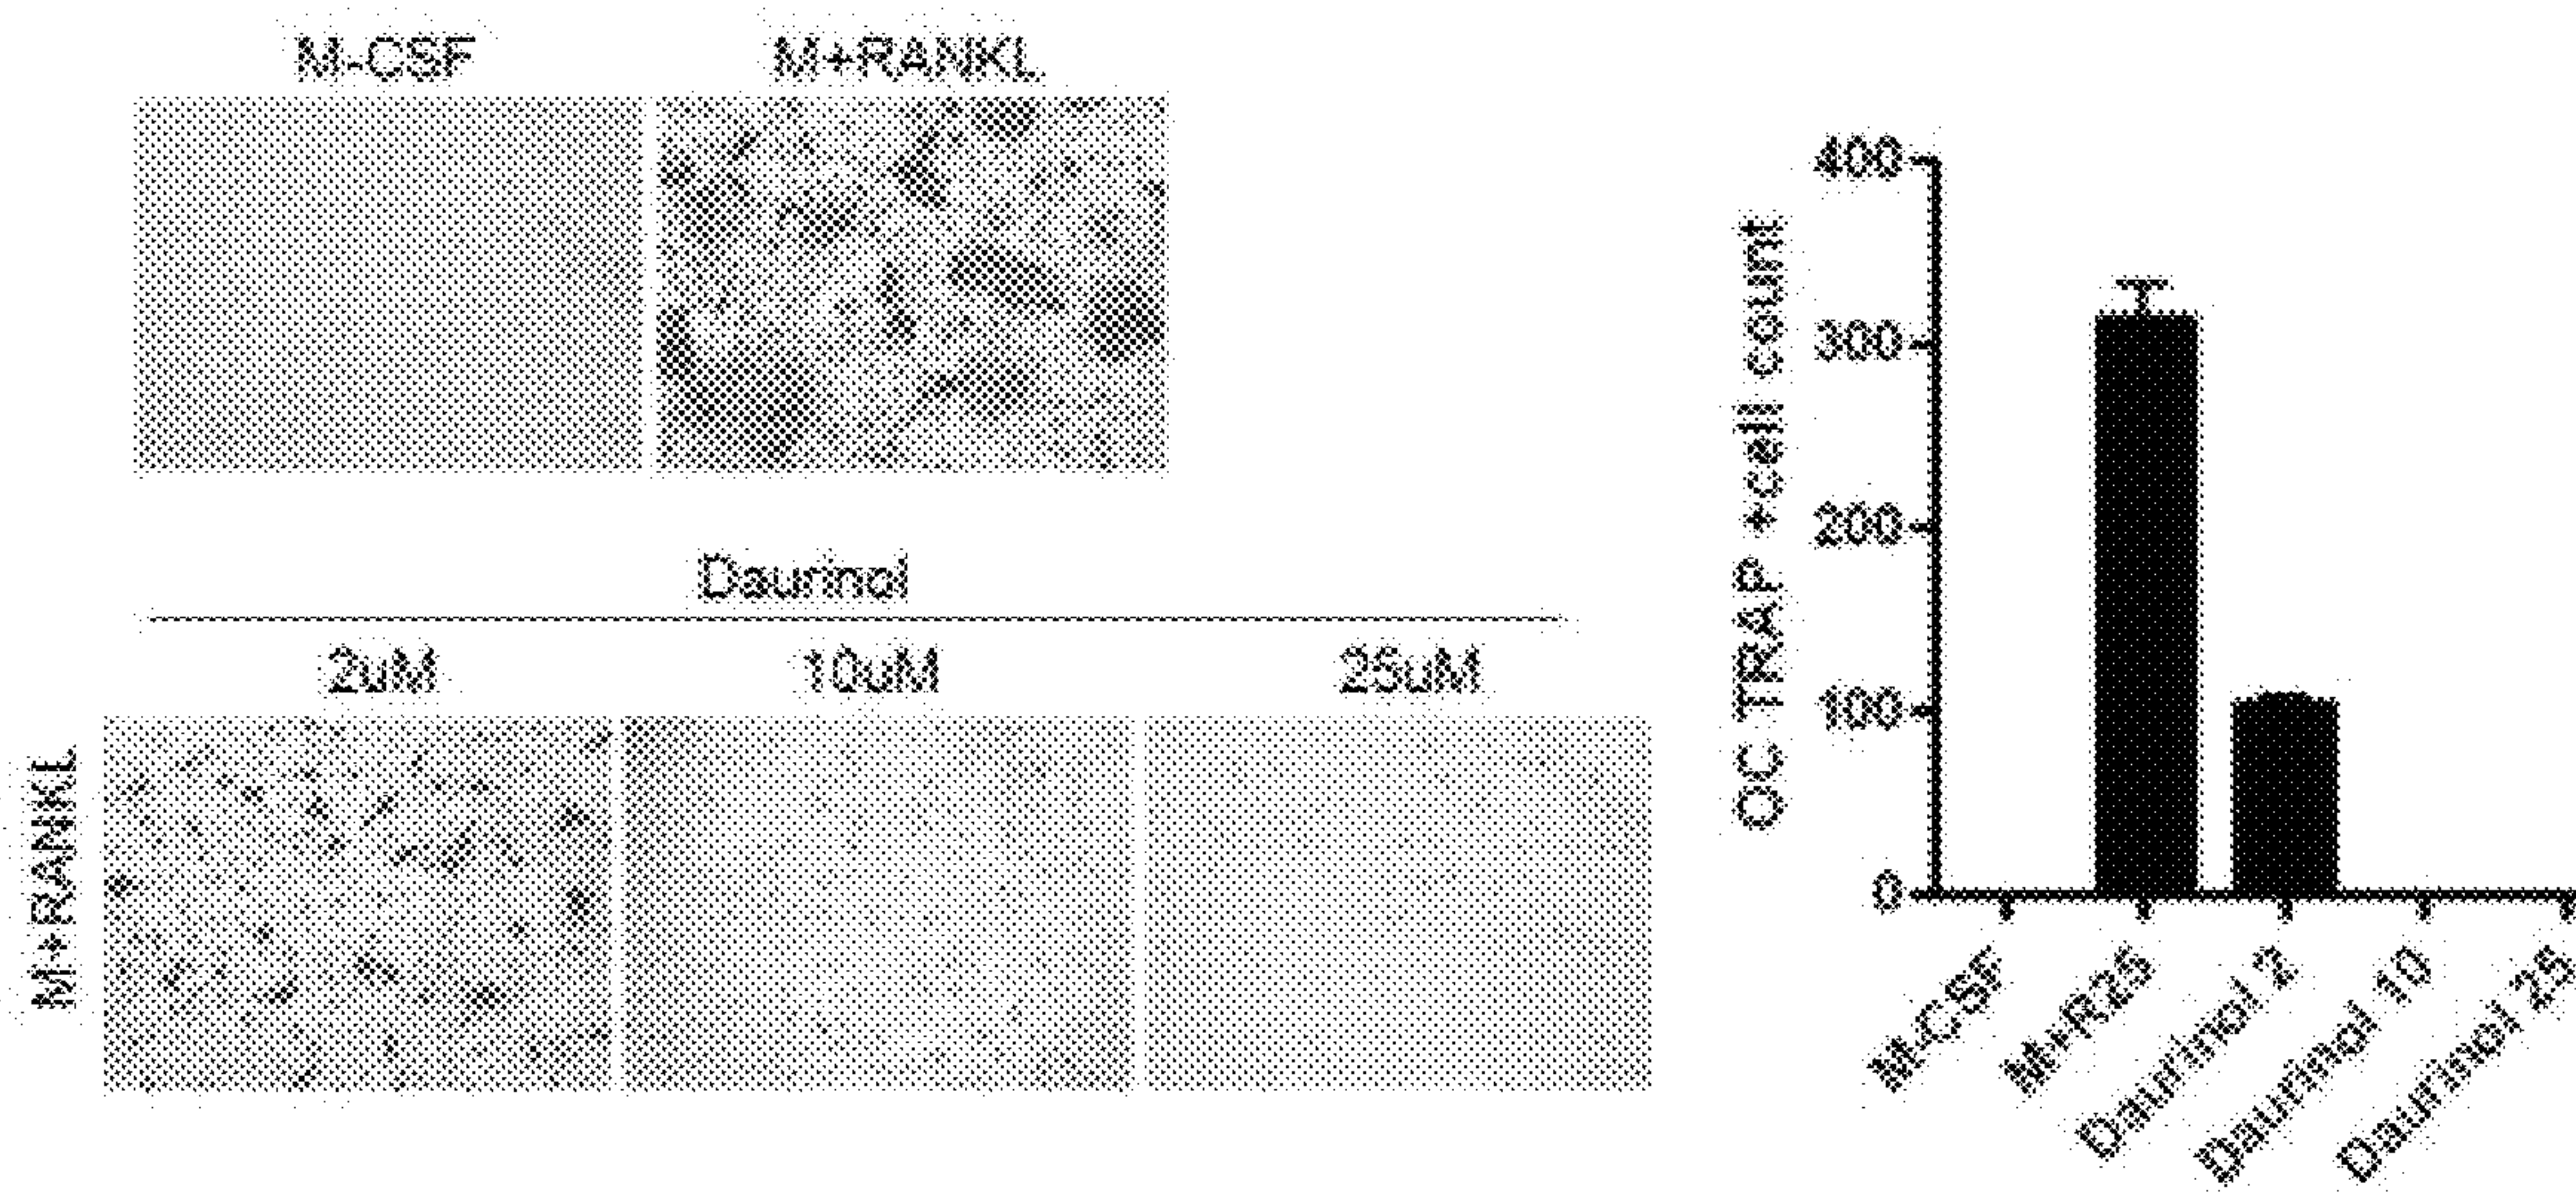 M-CSF
M+RANKL
Daurinol
2uM
10uM
25uM
M+RANKL
OC TRAP +cell count
400
300
200
100
0
M-CSF
M+R25
Daurinol 2
Daurinol 10
Daurinol 25